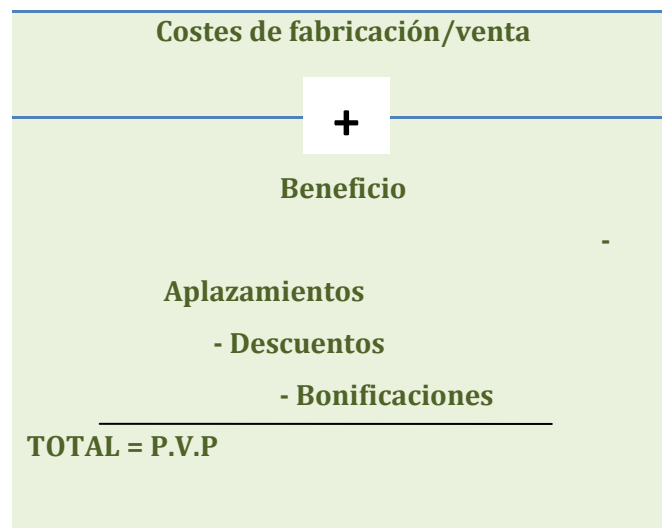 Costes de fabricación/venta
+
Beneficio
-
Aplazamientos
- Descuentos
- Bonificaciones
TOTAL = P.V.P